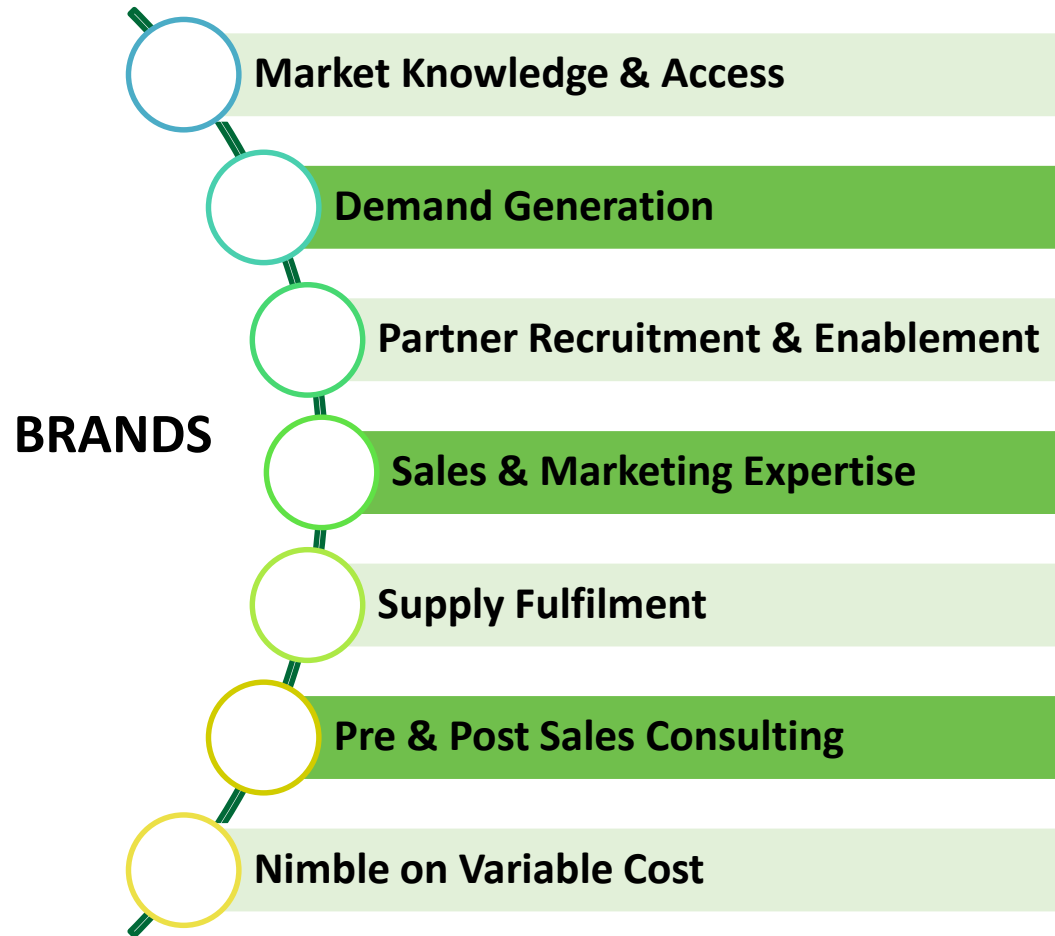 Market Knowledge & Access
Demand Generation
Partner Recruitment & Enablement
BRANDS
Sales & Marketing Expertise
Supply Fulfilment
Pre & Post Sales Consulting
Nimble on Variable Cost